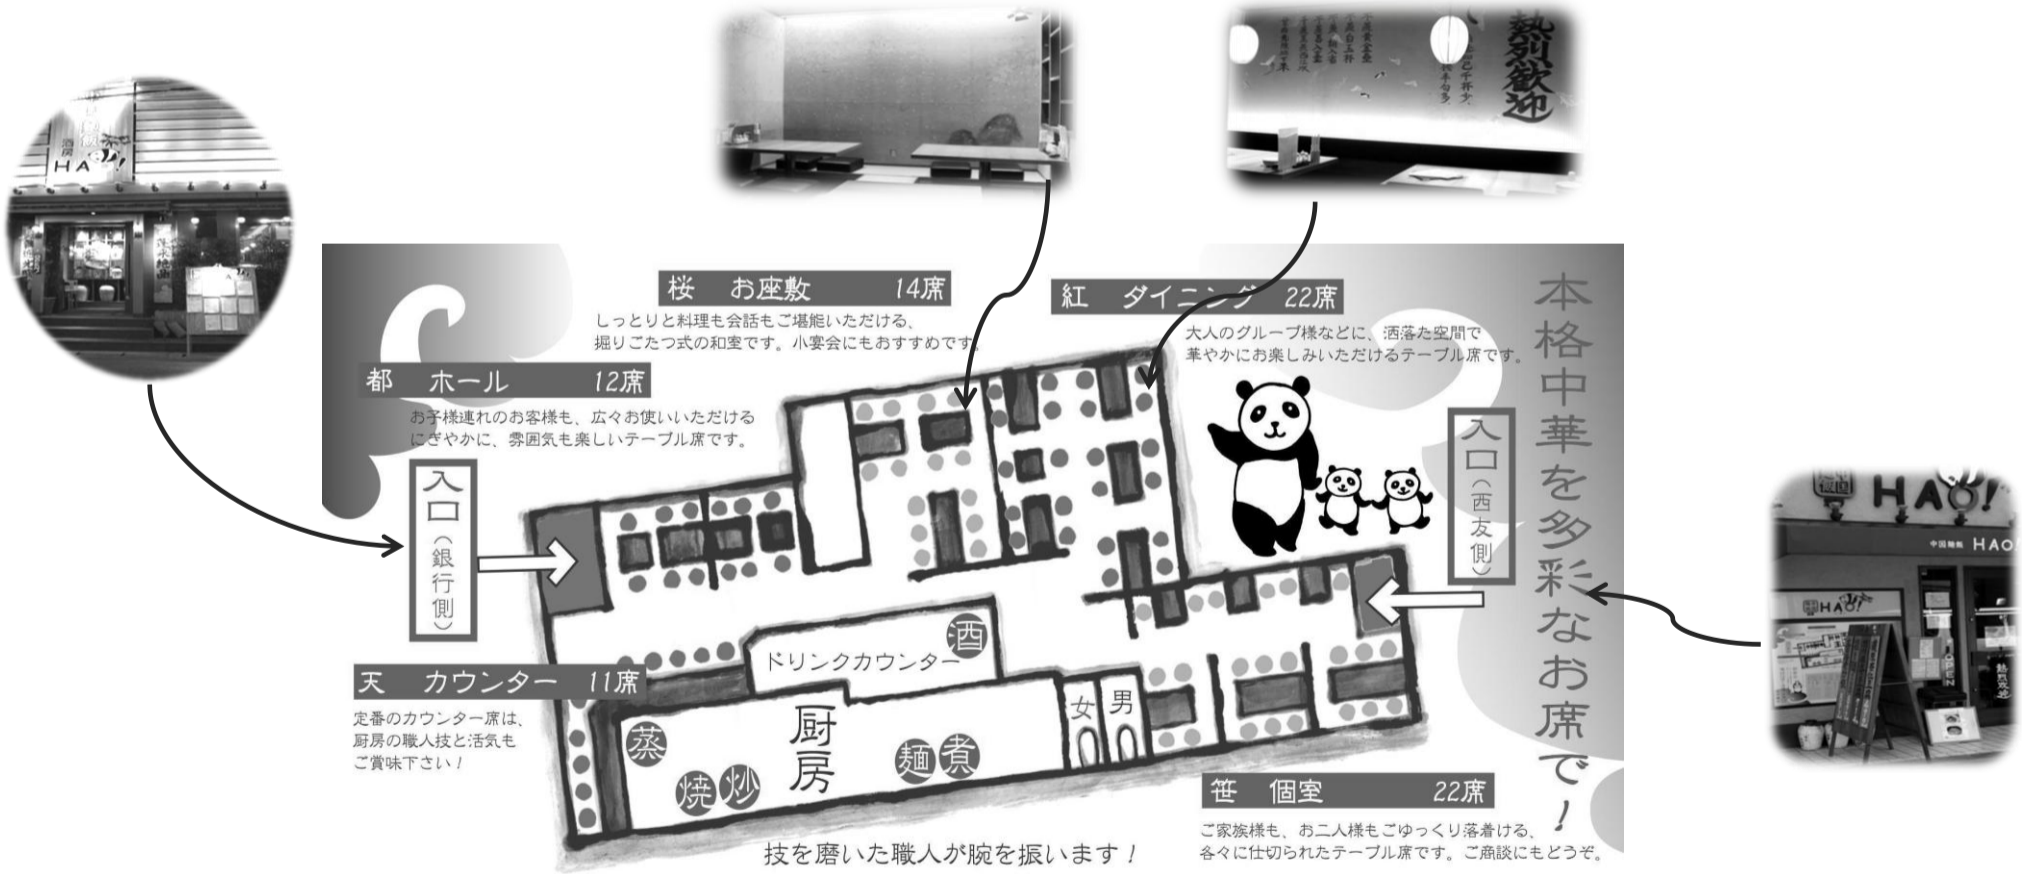 酒房
HAO!
熱烈歓迎
桜 お座敷 14席
しっとりと料理も会話もご堪能いただける、
掘りごたつ式の和室です。小宴会にもおすすめです。
紅 ダイニング 22席
大人のグループ様などに、洒落た空間で
華やかにお楽しみいただけるテーブル席です。
本格中華を多彩なお席で!
都 ホール 12席
お子様連れのお客様も、広々お使いいただける
にぎやかに、雰囲気も楽しいテーブル席です。
入口(銀行側)
入口(西友側)
HAO!
中国麺飯 HAO!
HAO!
OPEN
熱烈歓迎
天 カウンター 11席
定番のカウンター席は、
厨房の職人技と活気も
ご賞味下さい!
ドリンクカウンター
酒
厨房
蒸
焼
炒
麺
煮
女
男
笹 個室 22席
ご家族様も、お二人様もごゆっくり落着ける、
各々に仕切られたテーブル席です。ご商談にもどうぞ。
技を磨いた職人が腕を振います!